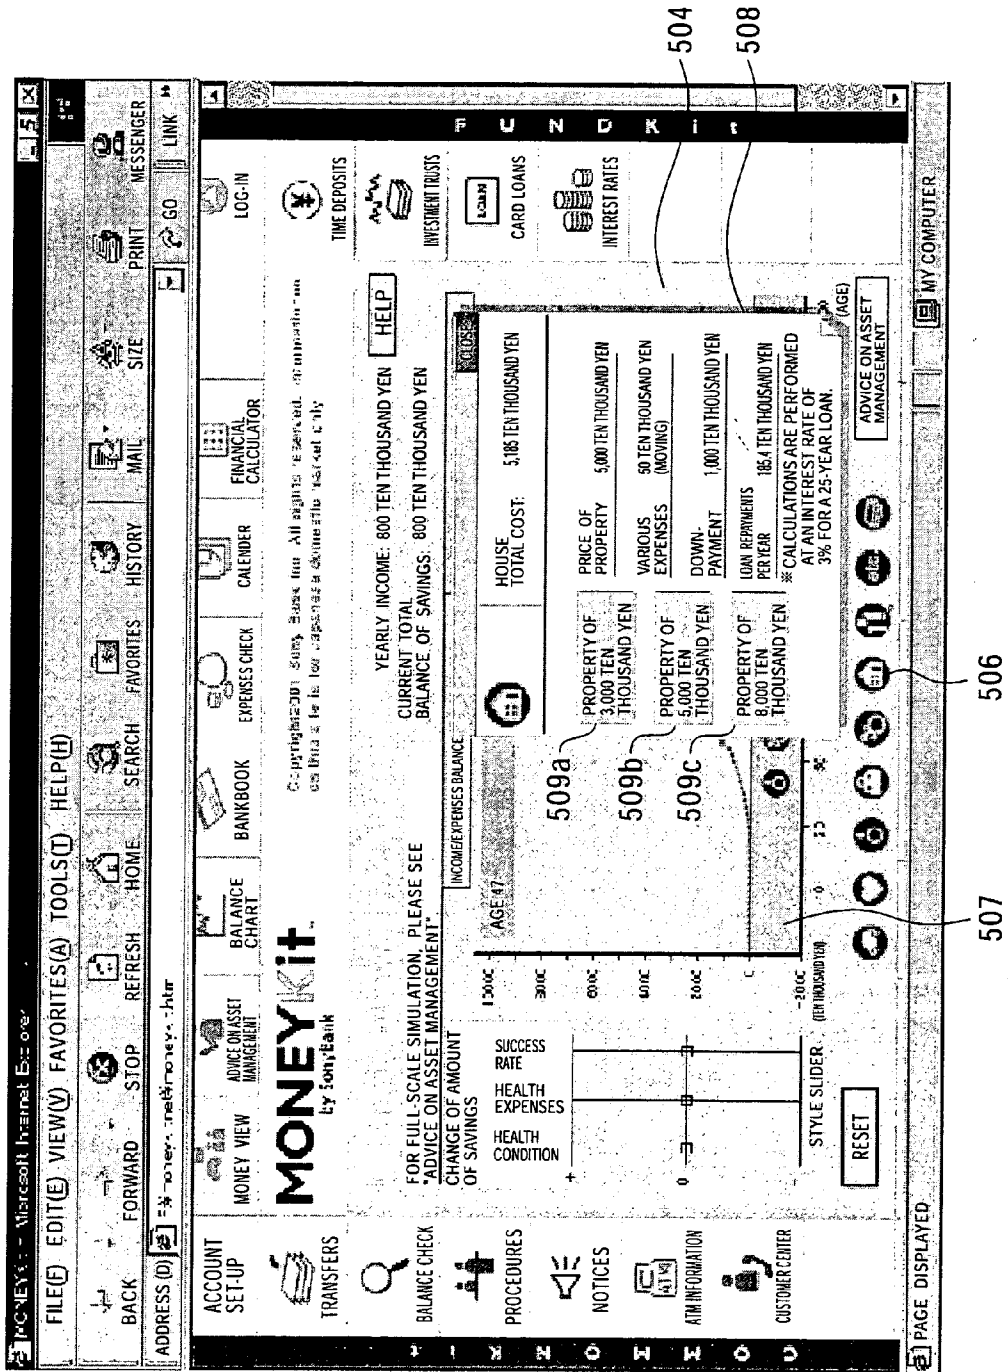 Microsoft Internet Explorer
FILE(F) EDIT(E) VIEW(V) FAVORITES(A) TOOLS(T) HELP(H)
BACK
FORWARD
STOP
REFRESH
HOME
SEARCH
FAVORITES
HISTORY
MAIL
SIZE
PRINT
MESSENGER
ADDRESS (D)
GO
LINK
ACCOUNT
SET-UP
MONEY VIEW
ADVICE ON ASSET
MANAGEMENT
BALANCE
CHART
BANKBOOK
EXPENSES CHECK
CALENDER
FINANCIAL
CALCULATOR
LOG-IN
TRANSFERS
BALANCE CHECK
PROCEDURES
NOTICES
ATM INFORMATION
CUSTOMER CENTER
MONEYKit
by Sony Bank
All rights reserved.
TIME DEPOSITS
INVESTMENT TRUSTS
LOAN
CARD LOANS
INTEREST RATES
FUNDKit
YEARLY INCOME: 800 TEN THOUSAND YEN
HELP
CURRENT TOTAL
BALANCE OF SAVINGS: 800 TEN THOUSAND YEN
FOR FULL-SCALE SIMULATION, PLEASE SEE
"ADVICE ON ASSET MANAGEMENT"
CHANGE OF AMOUNT
OF SAVINGS
SUCCESS
RATE
HEALTH
EXPENSES
HEALTH
CONDITION
+
0
-
STYLE SLIDER
RESET
INCOME/EXPENSES BALANCE
CLOSE
AGE 47
(TEN THOUSAND YEN)
(AGE)
HOUSE
TOTAL COST: 5,185 TEN THOUSAND YEN
PROPERTY OF
3,000 TEN
THOUSAND YEN
PROPERTY OF
5,000 TEN
THOUSAND YEN
PROPERTY OF
8,000 TEN
THOUSAND YEN
PRICE OF
PROPERTY 5,000 TEN THOUSAND YEN
VARIOUS
EXPENSES 50 TEN THOUSAND YEN
(MOVING)
DOWN-
PAYMENT 1,000 TEN THOUSAND YEN
LOAN REPAYMENTS
PER YEAR 185.4 TEN THOUSAND YEN
※ CALCULATIONS ARE PERFORMED
AT AN INTEREST RATE OF
3% FOR A 25-YEAR LOAN.
ADVICE ON ASSET
MANAGEMENT
PAGE DISPLAYED
MY COMPUTER
504
508
509a
509b
509c
506
507